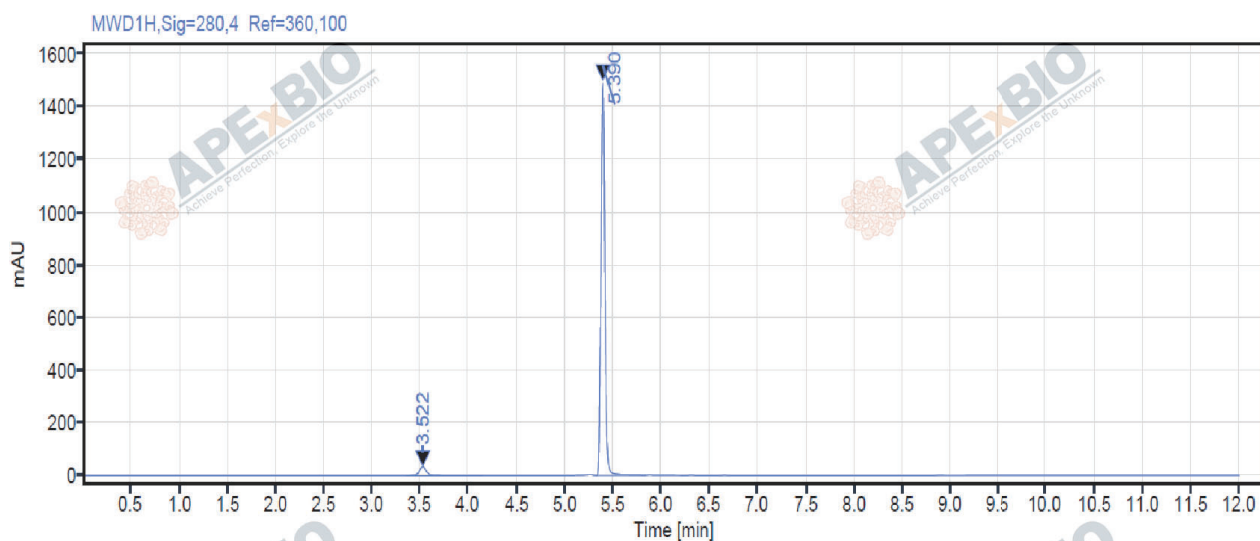 MWD1H,Sig=280,4 Ref=360,100
1600
1400
1200
1000
800
600
400
200
0
mAU
3.522
5.390
0.5 1.0 1.5 2.0 2.5 3.0 3.5 4.0 4.5 5.0 5.5 6.0 6.5 7.0 7.5 8.0 8.5 9.0 9.5 10.0 10.5 11.0 11.5 12.0
Time [min]
APExBIO
Achieve Perfection, Explore the Unknown
APExBIO
Achieve Perfection, Explore the Unknown
BIO
BIO